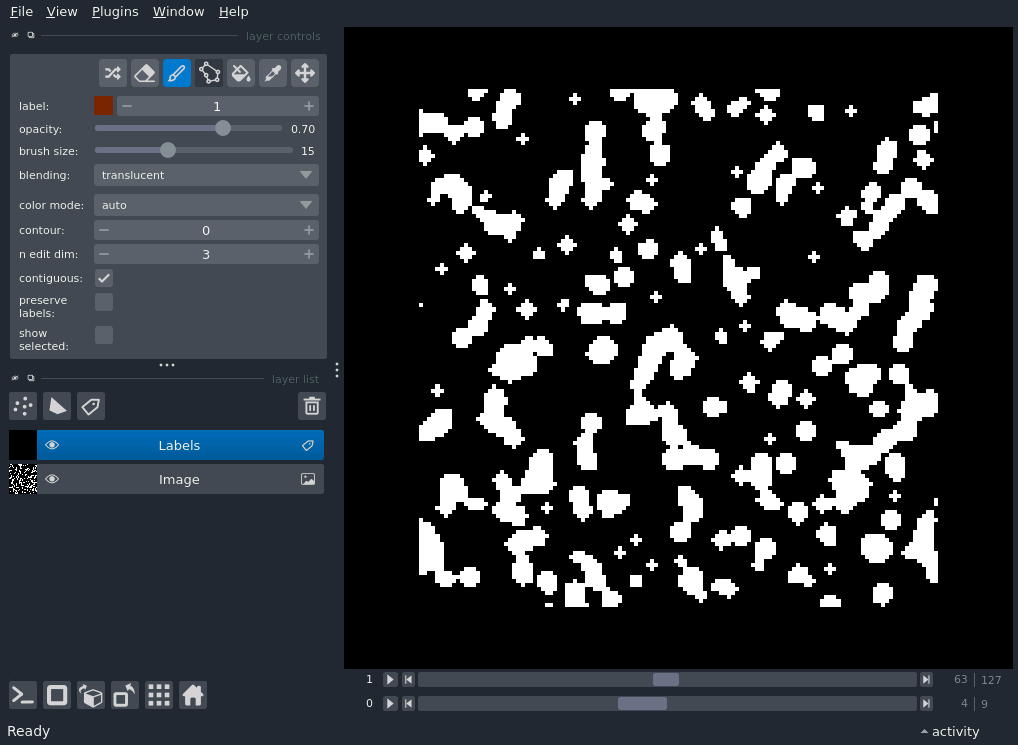 File View Plugins Window Help
layer controls
label: 1
opacity: 0.70
brush size: 15
blending: translucent
color mode: auto
contour: 0
n edit dim: 3
contiguous:
preserve
labels:
show
selected:
layer list
Labels
Image
1 63 127
0 4 9
Ready activity